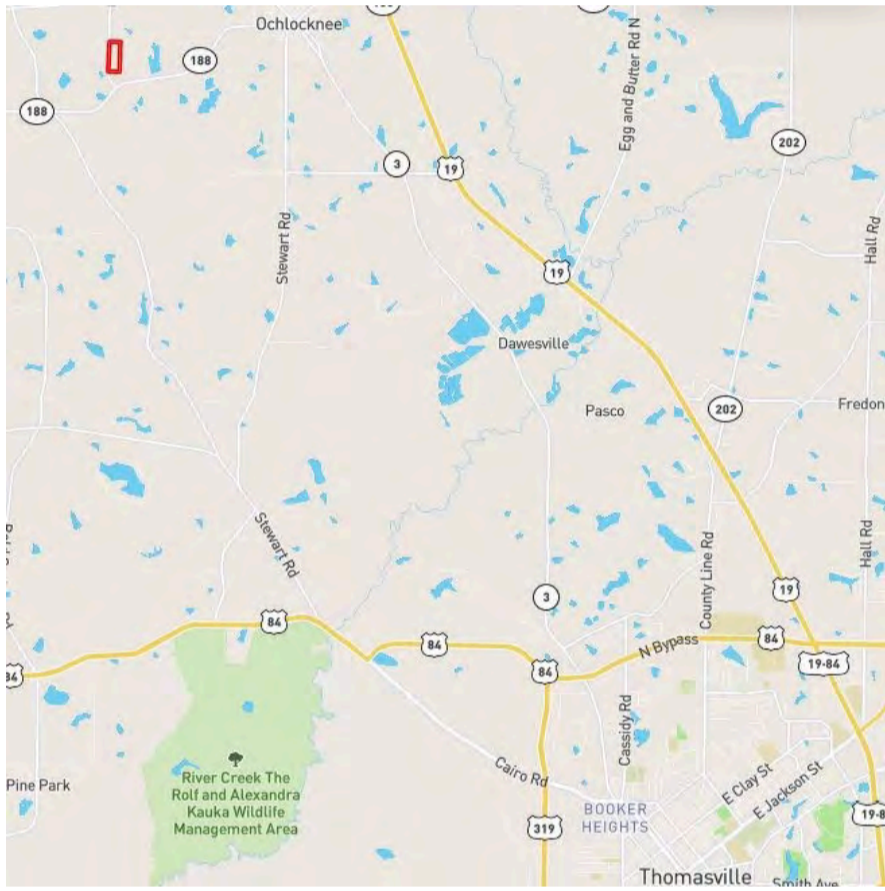 Ochlocknee
188
188
3
19
Egg and Butter Rd N
202
Stewart Rd
Hall Rd
19
Dawesville
Pasco
202
Fredon
Stewart Rd
County Line Rd
Hall Rd
3
19
84
84
N Bypass
84
84
84
19-84
Cassidy Rd
River Creek The
Rolf and Alexandra
Kauka Wildlife
Management Area
Pine Park
Cairo Rd
E Clay St
E Jackson St
BOOKER
HEIGHTS
319
19-8
Thomasville
Smith Ave